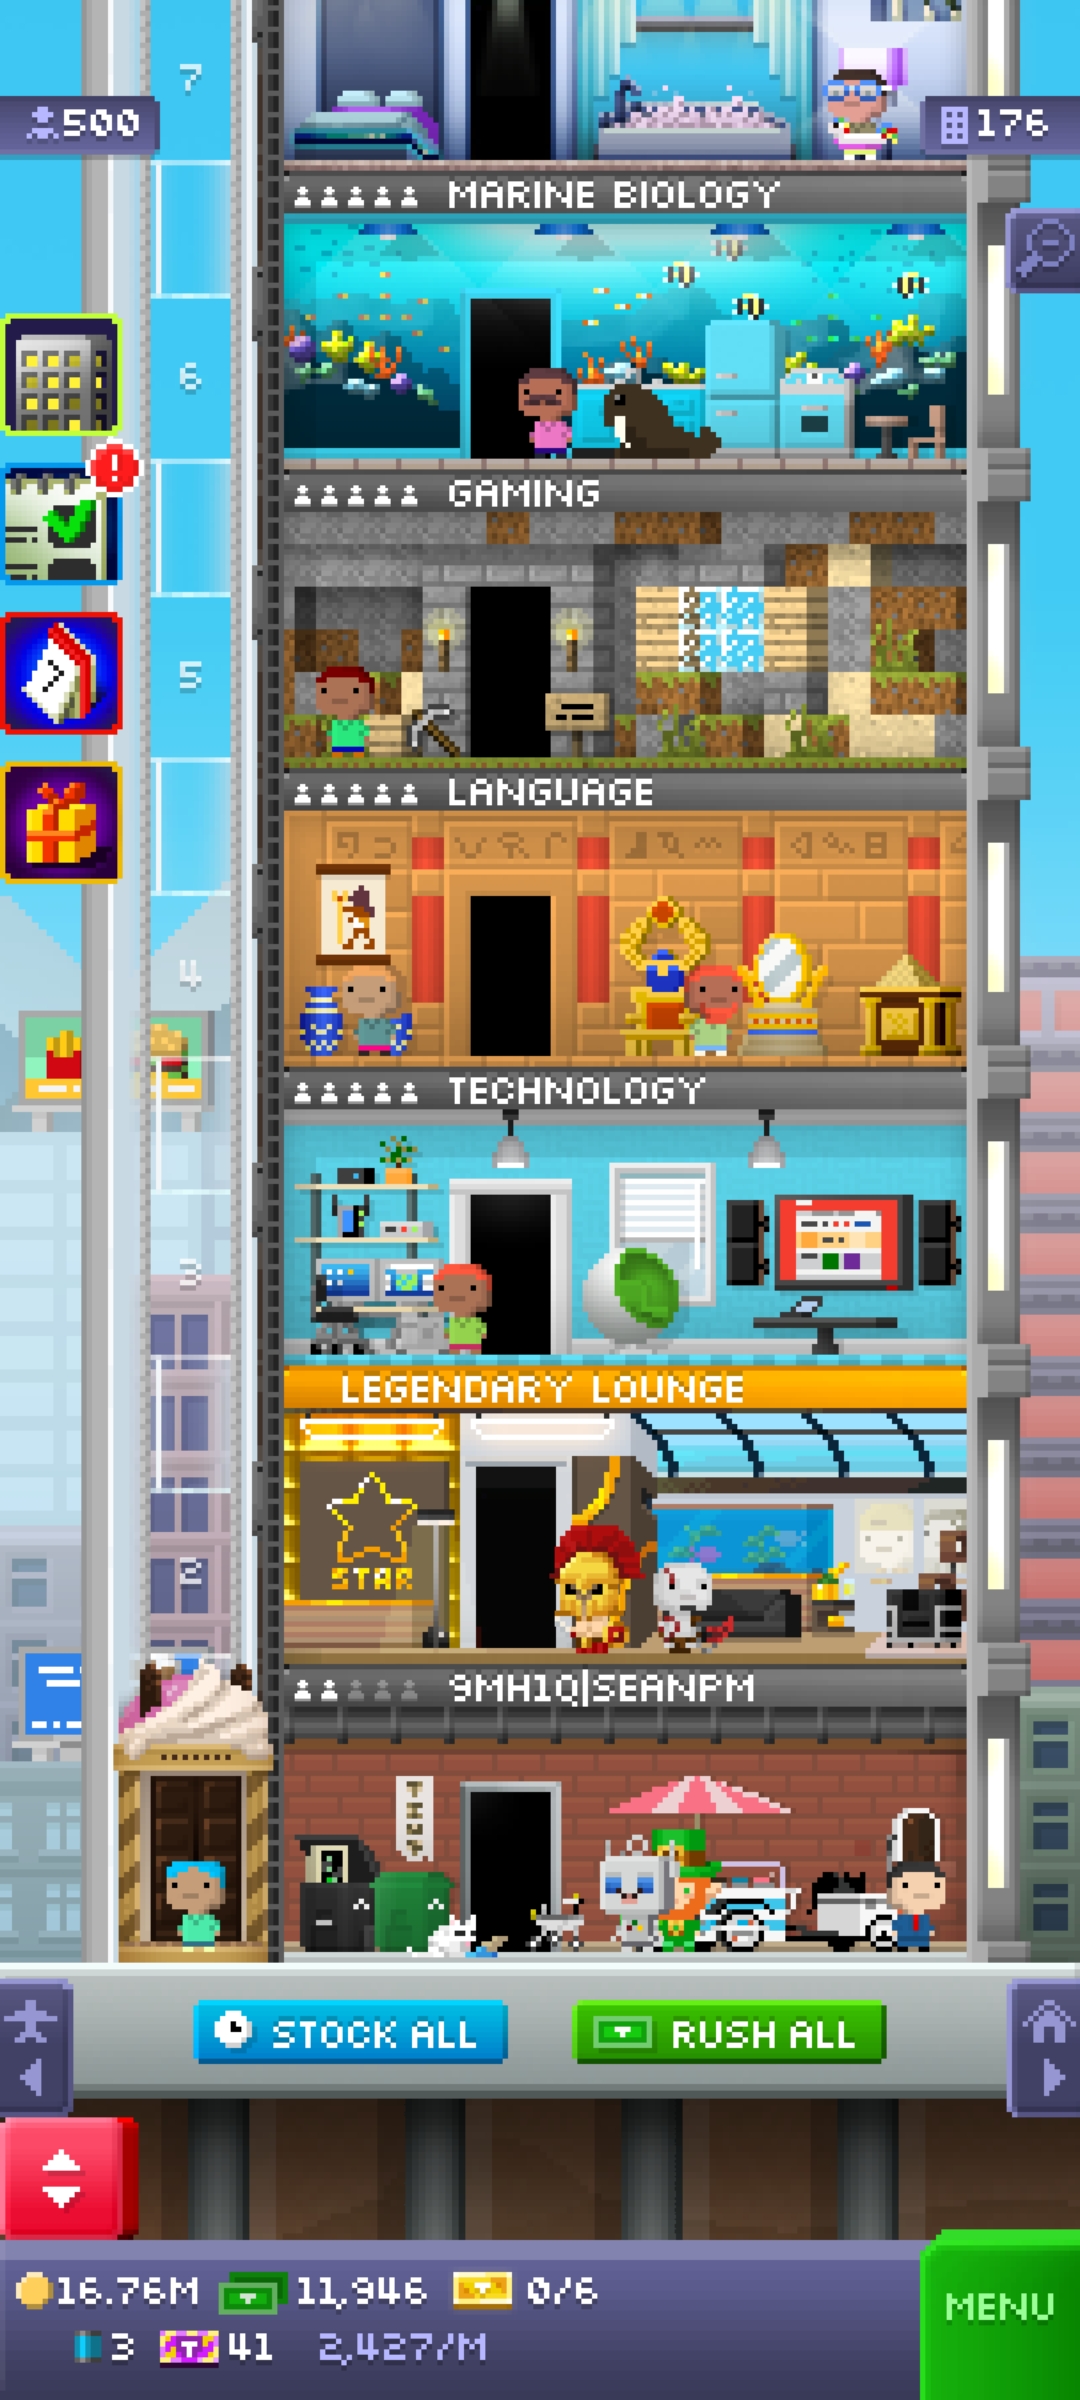 7
500
176
MARINE BIOLOGY
6
GAMING
5
LANGUAGE
4
TECHNOLOGY
3
LEGENDARY LOUNGE
STAR
2
9MH1Q|SEANPM
TINY
STOCK ALL
RUSH ALL
16.76M
11,946
0/6
MENU
3
41
2,427/M